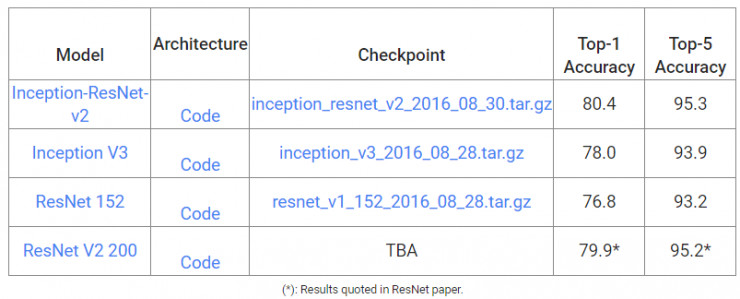 Model Architecture Checkpoint Top-1 Accuracy Top-5 Accuracy
Inception-ResNet-v2 Code inception_resnet_v2_2016_08_30.tar.gz 80.4 95.3
Inception V3 Code inception_v3_2016_08_28.tar.gz 78.0 93.9
ResNet 152 Code resnet_v1_152_2016_08_28.tar.gz 76.8 93.2
ResNet V2 200 Code TBA 79.9* 95.2*
(*): Results quoted in ResNet paper.